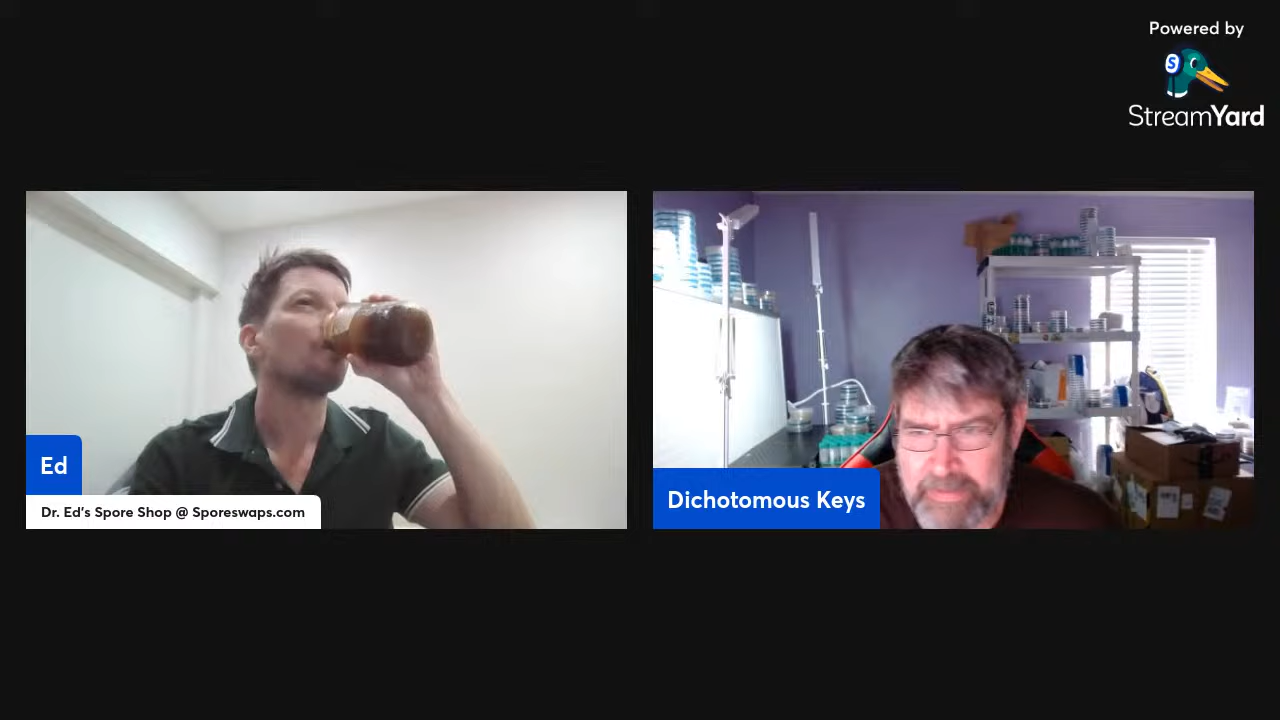 Powered by
S
StreamYard
Ed
Dr. Ed's Spore Shop @ Sporeswaps.com
Dichotomous Keys